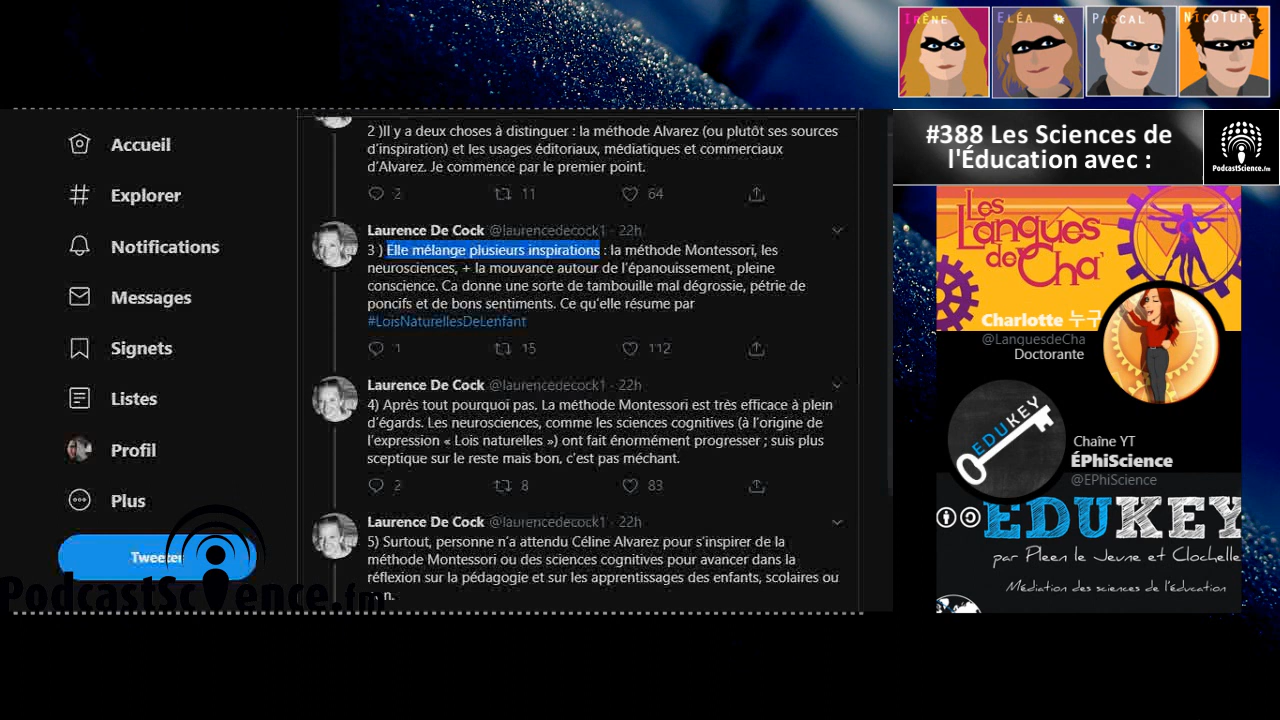 IRÈNE
ELÉA
PASCAL
NICOTUPE
#388 Les Sciences de
l'Éducation avec :
PodcastScience.fm
Accueil
Explorer
Notifications
Messages
Signets
Listes
Profil
Plus
Tweeter
PodcastScience.fm
2 )Il y a deux choses à distinguer : la méthode Alvarez (ou plutôt ses sources
d'inspiration) et les usages éditoriaux, médiatiques et commerciaux
d'Alvarez. Je commence par le premier point.
2 11 64
Laurence De Cock @laurencedecock1 · 22h
3 ) Elle mélange plusieurs inspirations : la méthode Montessori, les
neurosciences, + la mouvance autour de l'épanouissement, pleine
conscience. Ca donne une sorte de tambouille mal dégrossie, pétrie de
poncifs et de bons sentiments. Ce qu'elle résume par
#LoisNaturellesDeLenfant
1 15 112
Laurence De Cock @laurencedecock1 · 22h
4) Après tout pourquoi pas. La méthode Montessori est très efficace à plein
d'égards. Les neurosciences, comme les sciences cognitives (à l'origine de
l'expression « Lois naturelles ») ont fait énormément progresser ; suis plus
sceptique sur le reste mais bon, c'est pas méchant.
2 8 83
Laurence De Cock @laurencedecock1 · 22h
5) Surtout, personne n'a attendu Céline Alvarez pour s'inspirer de la
méthode Montessori ou des sciences cognitives pour avancer dans la
réflexion sur la pédagogie et sur les apprentissages des enfants, scolaires ou
Les
Langues
de Cha'
Charlotte 누구
@LanguesdeCha
Doctorante
EDUKEY
Chaîne YT
ÉPhiScience
@EPhiScience
EDUKEY
par Pleen le Jeune et Clochelle
Médiation des sciences de l'éducation